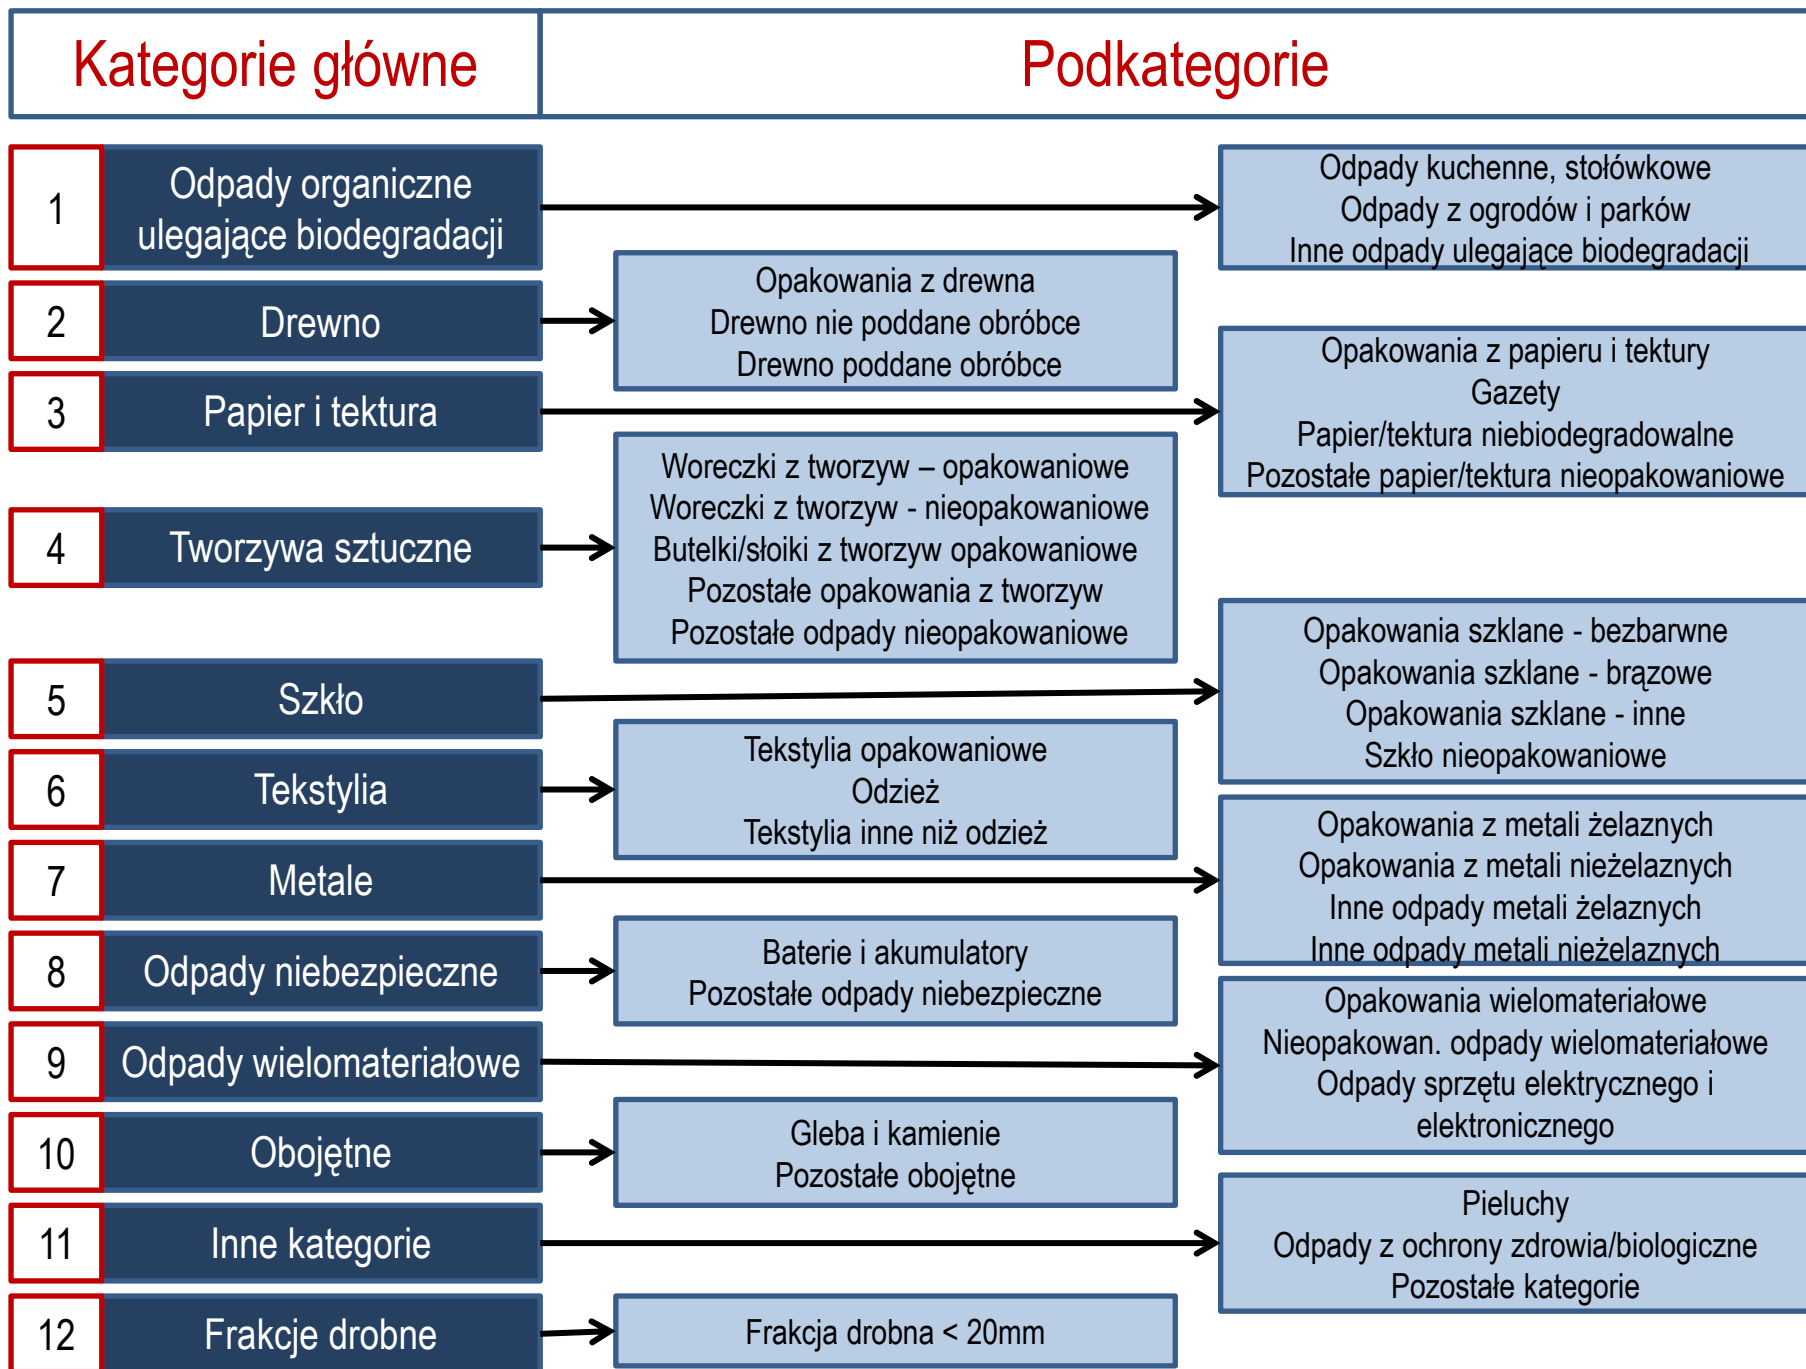 Kategorie główne
Podkategorie
1
Odpady organiczne
ulegające biodegradacji
Odpady kuchenne, stołówkowe
Odpady z ogrodów i parków
Inne odpady ulegające biodegradacji
2
Drewno
Opakowania z drewna
Drewno nie poddane obróbce
Drewno poddane obróbce
3
Papier i tektura
Opakowania z papieru i tektury
Gazety
Papier/tektura niebiodegradowalne
Pozostałe papier/tektura nieopakowaniowe
4
Tworzywa sztuczne
Woreczki z tworzyw – opakowaniowe
Woreczki z tworzyw - nieopakowaniowe
Butelki/słoiki z tworzyw opakowaniowe
Pozostałe opakowania z tworzyw
Pozostałe odpady nieopakowaniowe
5
Szkło
Opakowania szklane - bezbarwne
Opakowania szklane - brązowe
Opakowania szklane - inne
Szkło nieopakowaniowe
6
Tekstylia
Tekstylia opakowaniowe
Odzież
Tekstylia inne niż odzież
7
Metale
Opakowania z metali żelaznych
Opakowania z metali nieżelaznych
Inne odpady metali żelaznych
Inne odpady metali nieżelaznych
8
Odpady niebezpieczne
Baterie i akumulatory
Pozostałe odpady niebezpieczne
9
Odpady wielomateriałowe
Opakowania wielomateriałowe
Nieopakowan. odpady wielomateriałowe
Odpady sprzętu elektrycznego i
elektronicznego
10
Obojętne
Gleba i kamienie
Pozostałe obojętne
11
Inne kategorie
Pieluchy
Odpady z ochrony zdrowia/biologiczne
Pozostałe kategorie
12
Frakcje drobne
Frakcja drobna < 20mm